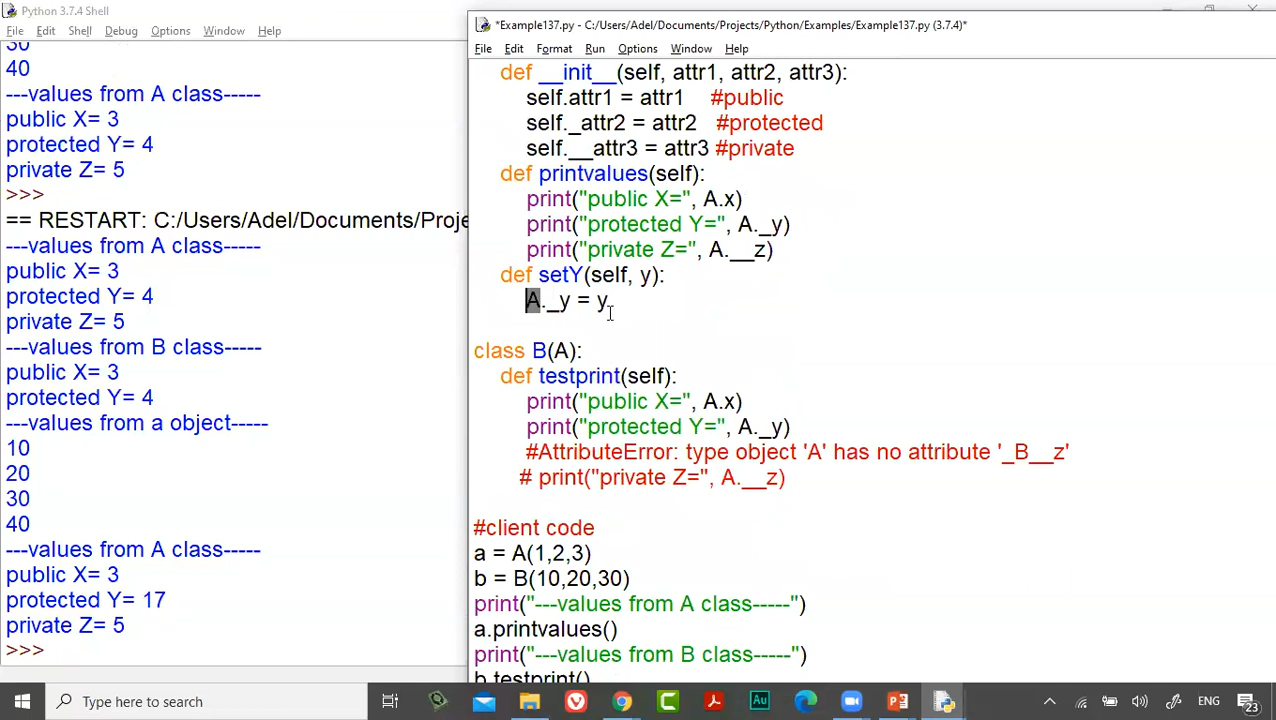 Python 3.7.4 Shell
File Edit Shell Debug Options Window Help
30
40
---values from A class-----
public X= 3
protected Y= 4
private Z= 5
>>>
== RESTART: C:/Users/Adel/Documents/Proje
---values from A class-----
public X= 3
protected Y= 4
private Z= 5
---values from B class-----
public X= 3
protected Y= 4
---values from a object-----
10
20
30
40
---values from A class-----
public X= 3
protected Y= 17
private Z= 5
>>>
*Example137.py - C:/Users/Adel/Documents/Projects/Python/Examples/Example137.py (3.7.4)*
File Edit Format Run Options Window Help
def __init__(self, attr1, attr2, attr3):
self.attr1 = attr1 #public
self._attr2 = attr2 #protected
self.__attr3 = attr3 #private
def printvalues(self):
print("public X=", A.x)
print("protected Y=", A._y)
print("private Z=", A.__z)
def setY(self, y):
A._y = y
class B(A):
def testprint(self):
print("public X=", A.x)
print("protected Y=", A._y)
#AttributeError: type object 'A' has no attribute '_B__z'
# print("private Z=", A.__z)
#client code
a = A(1,2,3)
b = B(10,20,30)
print("---values from A class-----")
a.printvalues()
print("---values from B class-----")
b.testprint()
Type here to search
Au
ENG
23